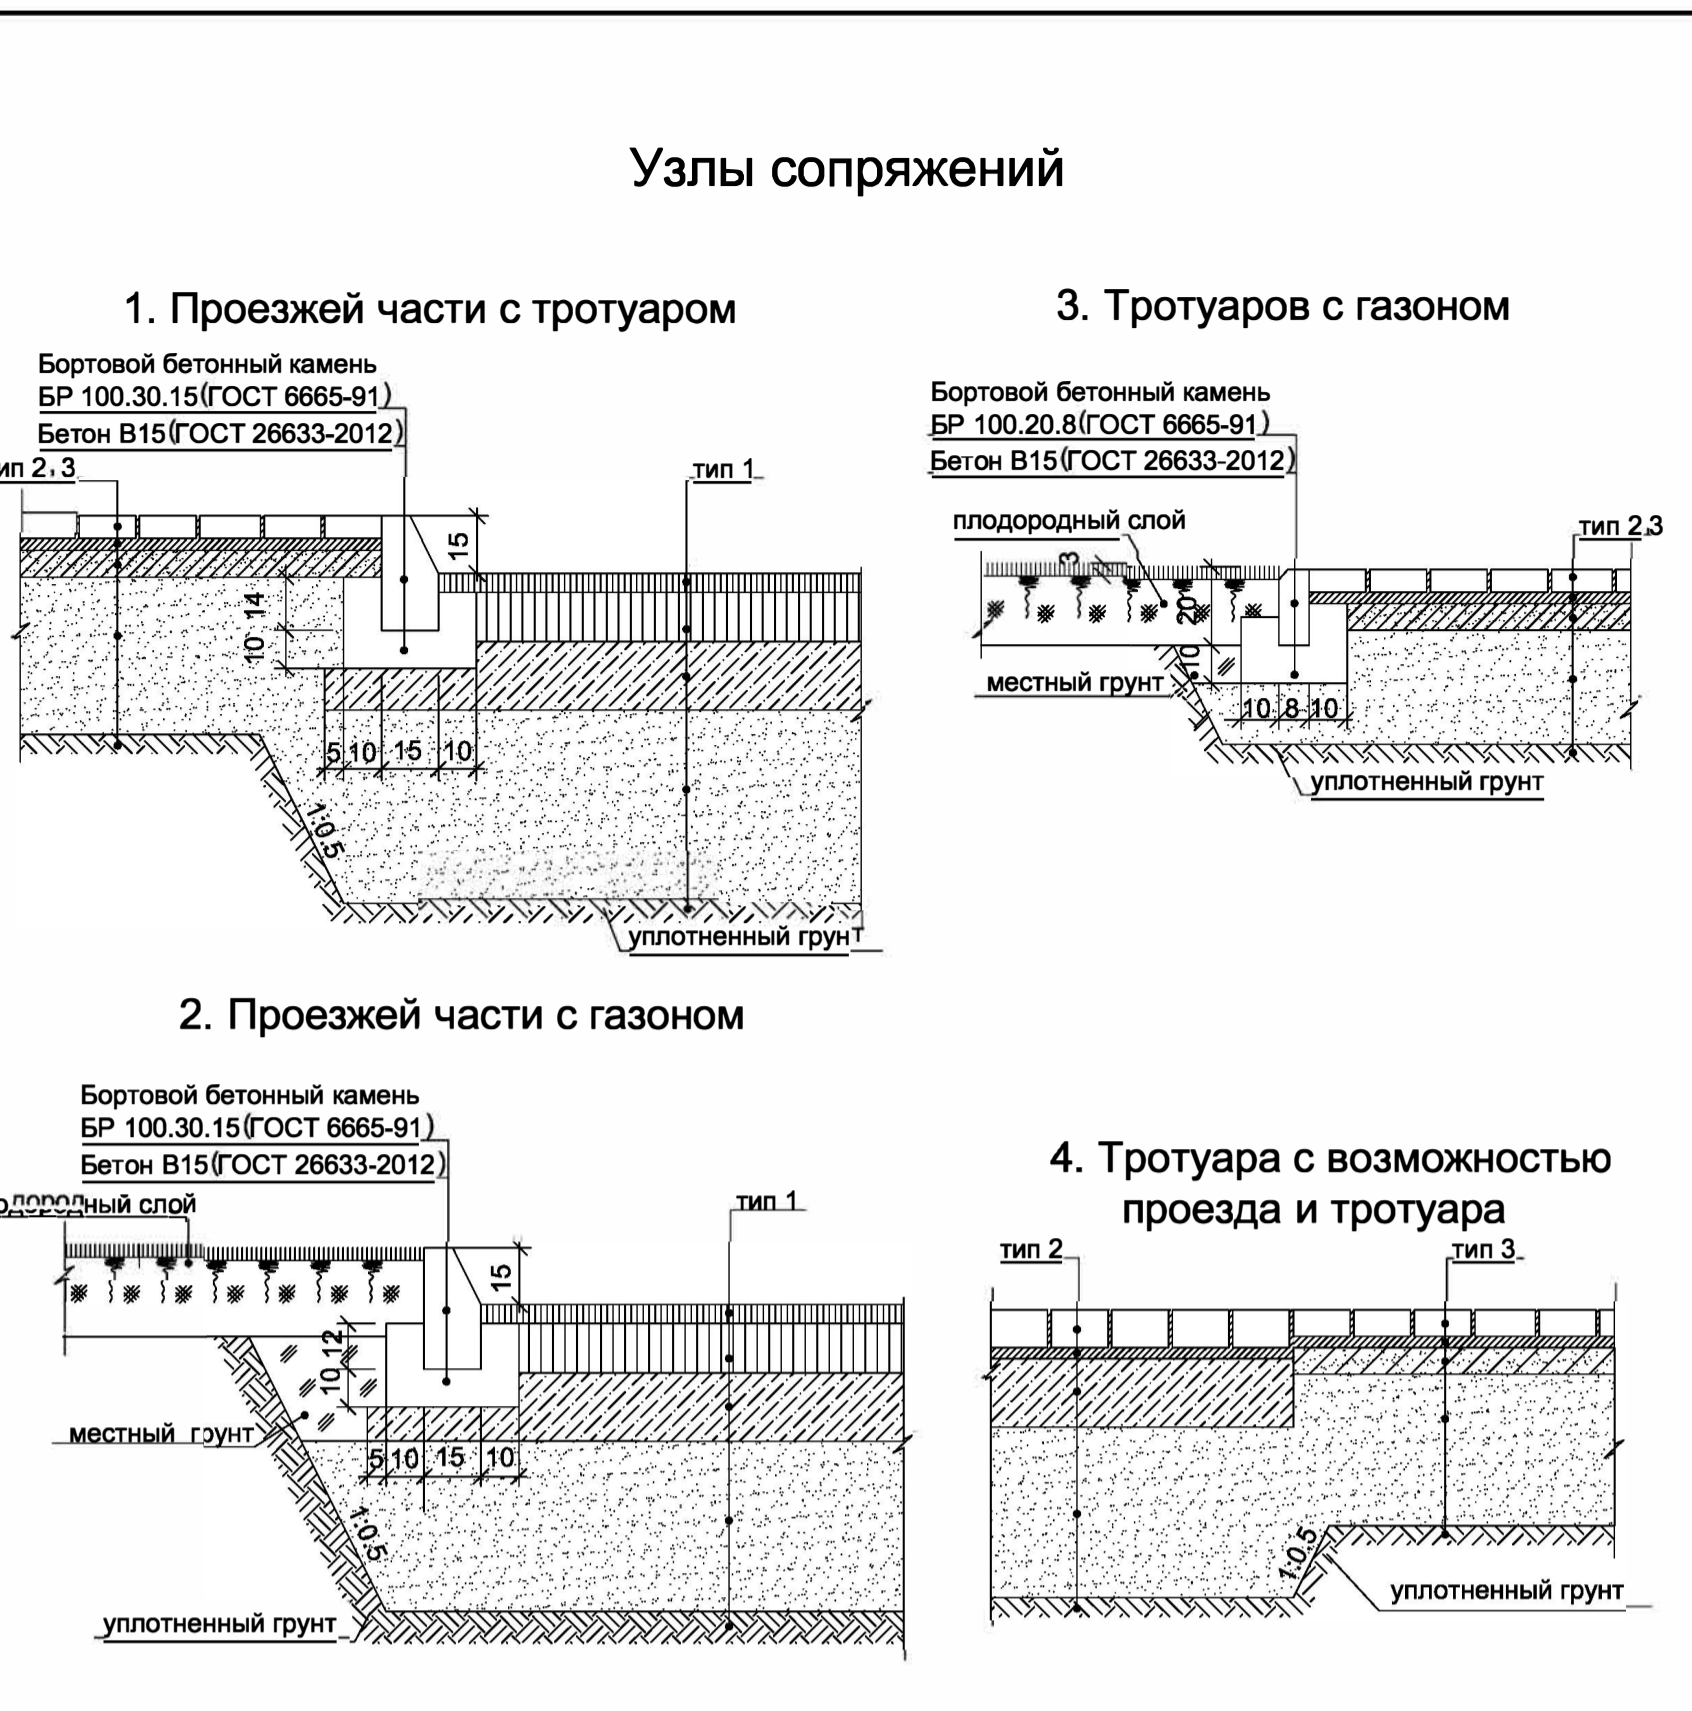 Узлы сопряжений
1. Проезжей части с тротуаром
Бортовой бетонный камень
БР 100.30.15(ГОСТ 6665-91)
Бетон В15(ГОСТ 26633-2012)
ип 2,3
тип 1
15
14
10
5 10 15 10
1:0.5
уплотненный грунт
2. Проезжей части с газоном
Бортовой бетонный камень
БР 100.30.15(ГОСТ 6665-91)
Бетон В15(ГОСТ 26633-2012)
одородный слой
тип 1
15
12
10
местный грунт
5 10 15 10
1:0.5
уплотненный грунт
3. Тротуаров с газоном
Бортовой бетонный камень
БР 100.20.8(ГОСТ 6665-91)
Бетон В15(ГОСТ 26633-2012)
плодородный слой
тип 2,3
3
20
10
местный грунт
10 8 10
уплотненный грунт
4. Тротуара с возможностью
проезда и тротуара
тип 2
тип 3
1:0.5
уплотненный грунт